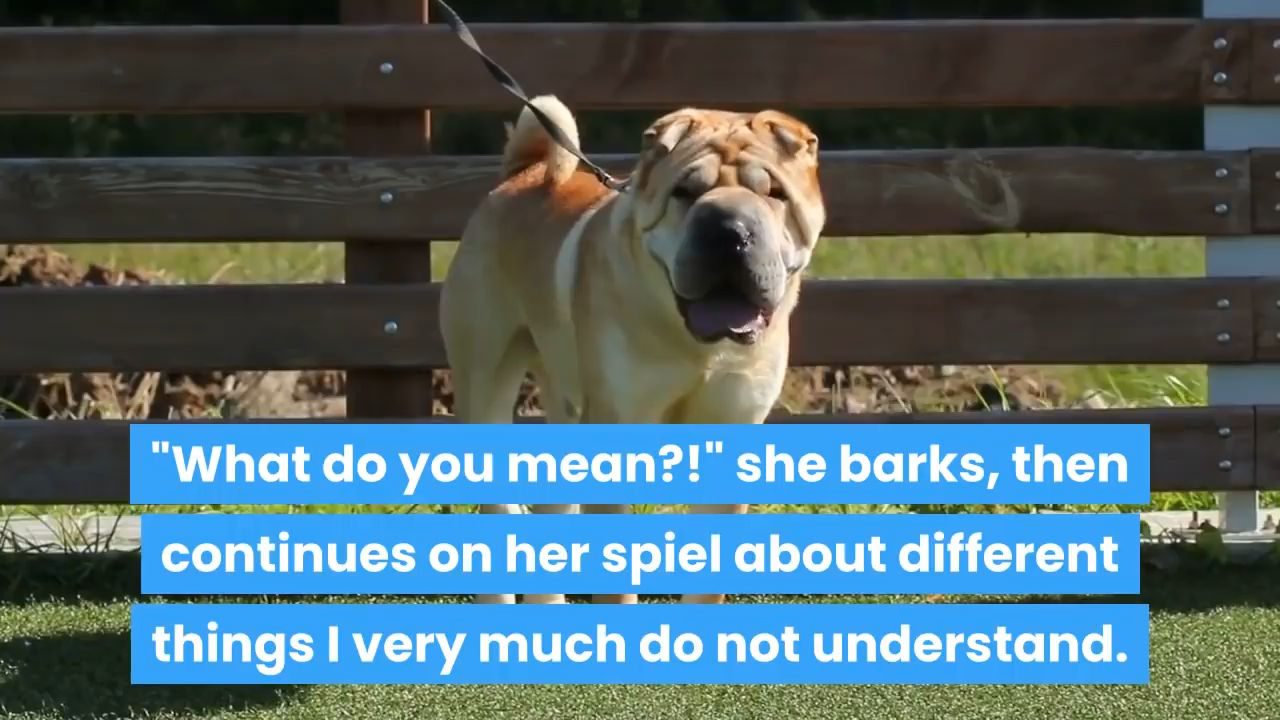 "What do you mean?!" she barks, then
continues on her spiel about different
things I very much do not understand.